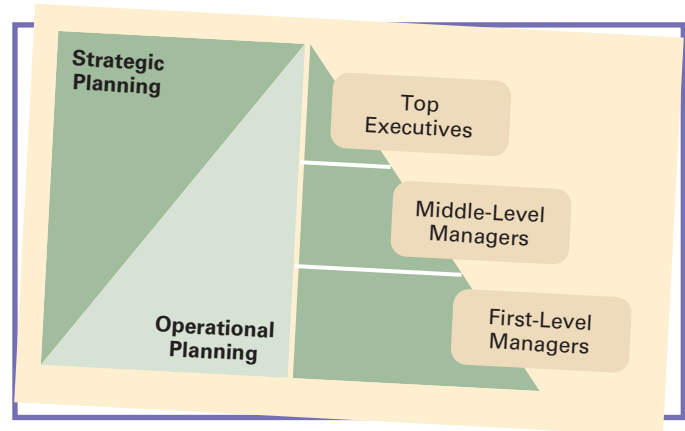 Strategic
Planning
Top
Executives
Middle-Level
Managers
Operational
Planning
First-Level
Managers